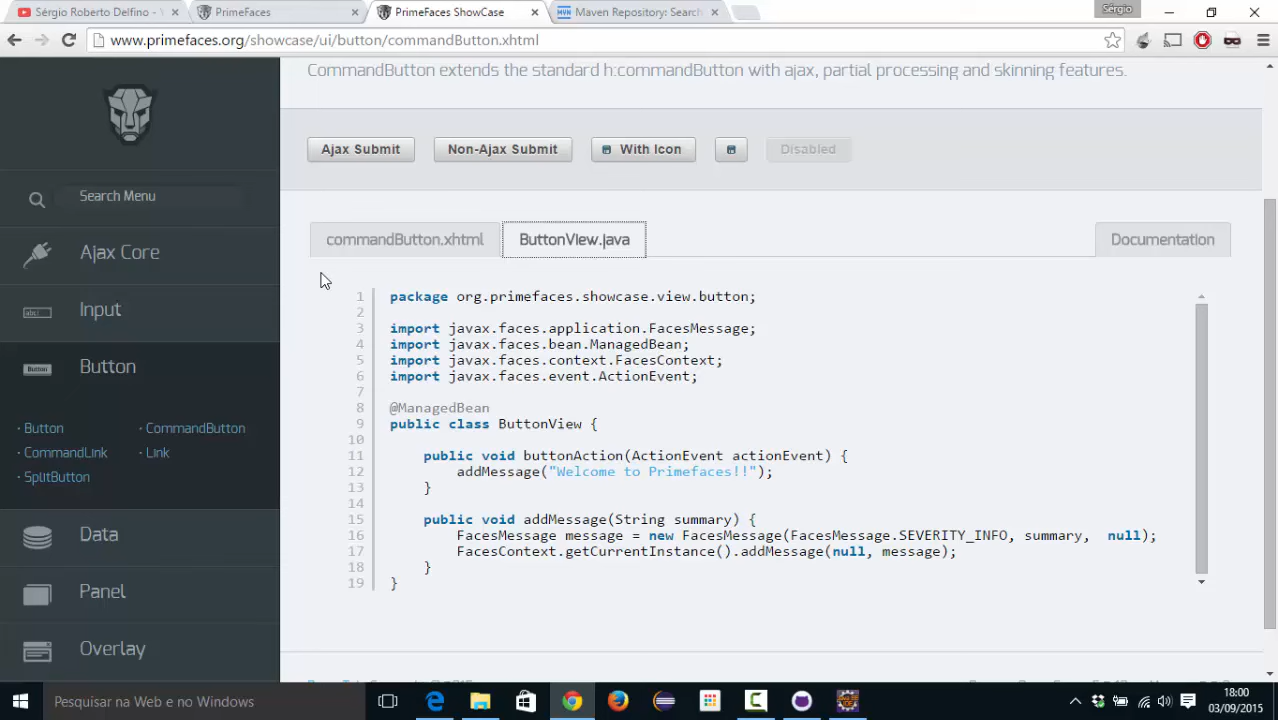 Sérgio Roberto Delfino - 
PrimeFaces
PrimeFaces ShowCase
Maven Repository: Search
Sérgio
www.primefaces.org/showcase/ui/button/commandButton.xhtml
CommandButton extends the standard h:commandButton with ajax, partial processing and skinning features.
Ajax Submit
Non-Ajax Submit
With Icon
Disabled
Search Menu
commandButton.xhtml
ButtonView.java
Documentation
Ajax Core
Input
Button
Button
· Button
· CommandButton
· CommandLink
· Link
· SplitButton
Data
Panel
Overlay
1 package org.primefaces.showcase.view.button;
2
3 import javax.faces.application.FacesMessage;
4 import javax.faces.bean.ManagedBean;
5 import javax.faces.context.FacesContext;
6 import javax.faces.event.ActionEvent;
7
8 @ManagedBean
9 public class ButtonView {
10
11 public void buttonAction(ActionEvent actionEvent) {
12 addMessage("Welcome to Primefaces!!");
13 }
14
15 public void addMessage(String summary) {
16 FacesMessage message = new FacesMessage(FacesMessage.SEVERITY_INFO, summary, null);
17 FacesContext.getCurrentInstance().addMessage(null, message);
18 }
19 }
Pesquisar na Web e no Windows
18:00
03/09/2015